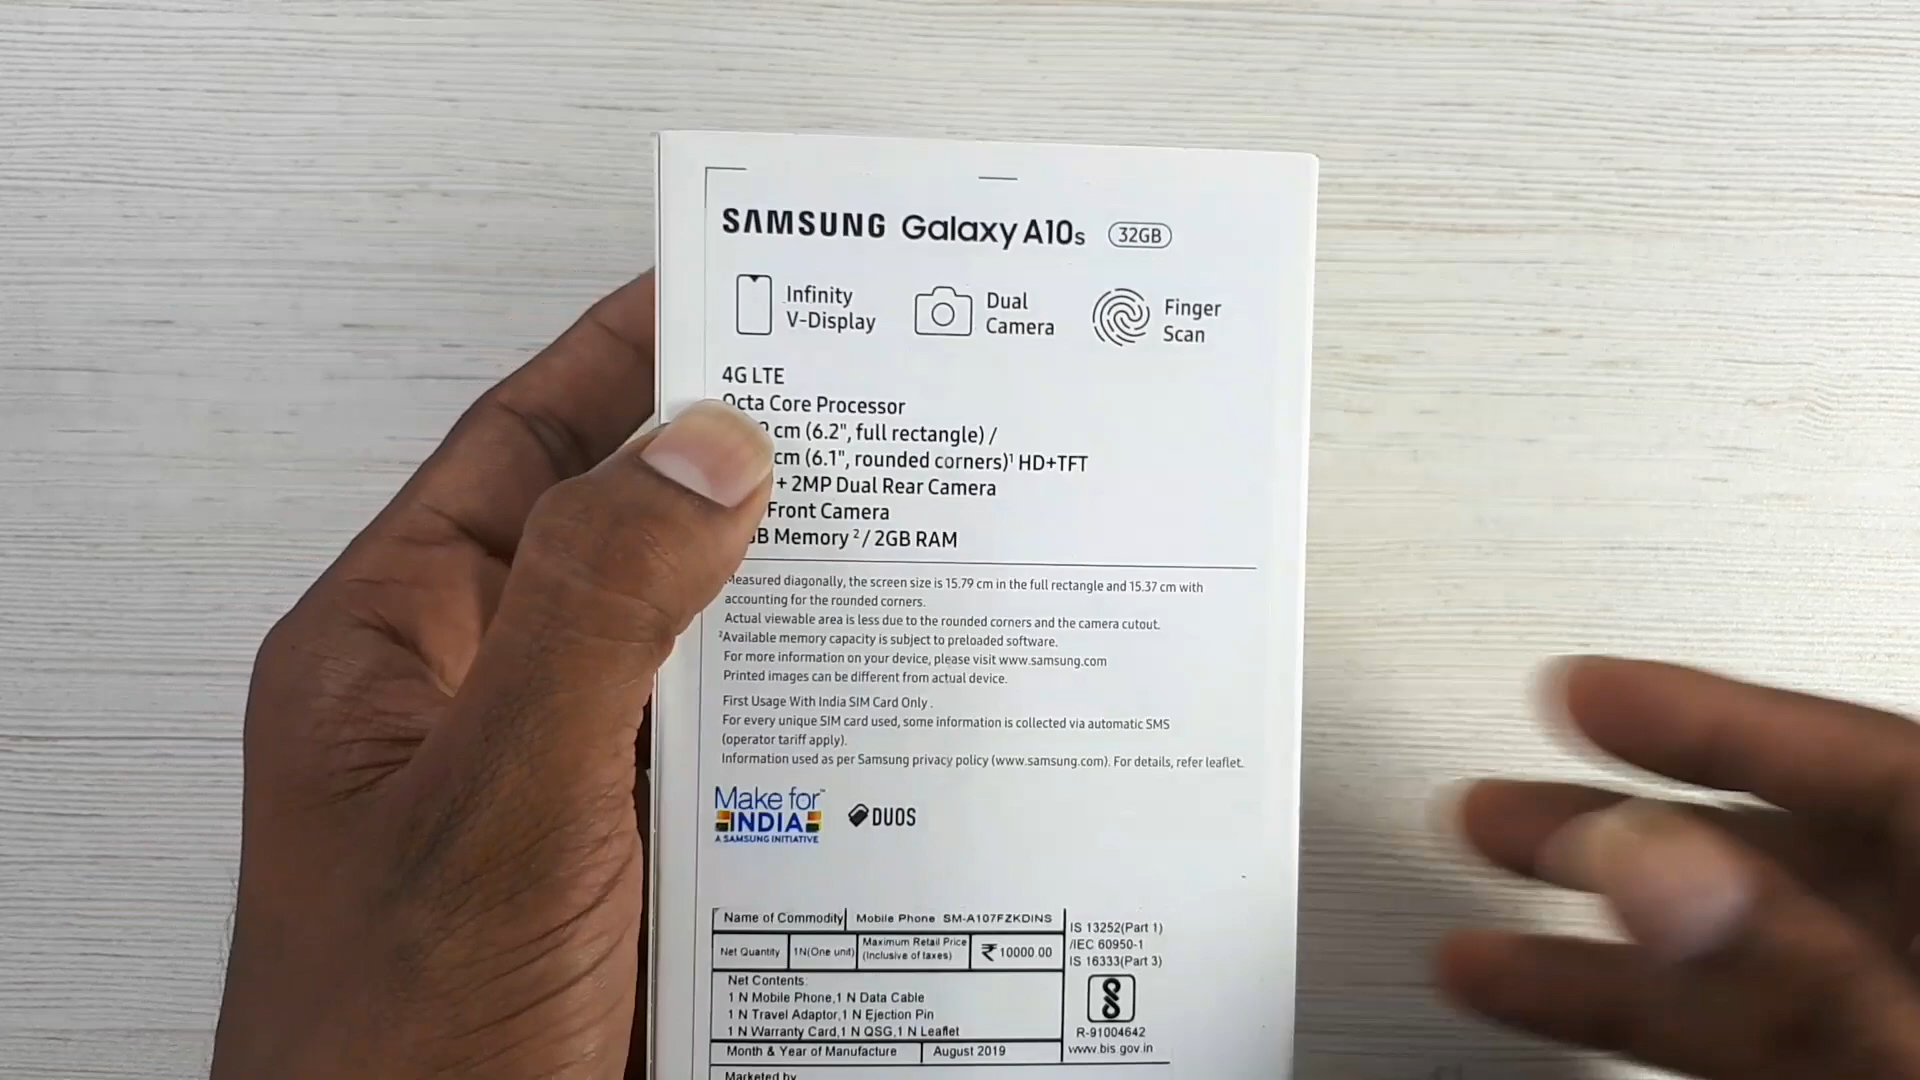 SAMSUNG Galaxy A10s 32GB
Infinity
V-Display
Dual
Camera
Finger
Scan
4G LTE
Octa Core Processor
cm (6.2", full rectangle) /
cm (6.1", rounded corners)¹ HD+TFT
+ 2MP Dual Rear Camera
Front Camera
Memory ² / 2GB RAM
Measured diagonally, the screen size is 15.79 cm in the full rectangle and 15.37 cm with
accounting for the rounded corners.
Actual viewable area is less due to the rounded corners and the camera cutout.
²Available memory capacity is subject to preloaded software.
For more information on your device, please visit www.samsung.com
Printed images can be different from actual device.
First Usage With India SIM Card Only .
For every unique SIM card used, some information is collected via automatic SMS
(operator tariff apply).
Information used as per Samsung privacy policy (www.samsung.com). For details, refer leaflet.
Make for™
INDIA
A SAMSUNG INITIATIVE
DUOS
Name of Commodity Mobile Phone SM-A107FZKDINS
Net Quantity 1N(One unit) Maximum Retail Price
(Inclusive of taxes) ₹ 10000.00
Net Contents:
1 N Mobile Phone,1 N Data Cable
1 N Travel Adaptor,1 N Ejection Pin
1 N Warranty Card,1 N QSG,1 N Leaflet
Month & Year of Manufacture August 2019
Marketed by
IS 13252(Part 1)
/IEC 60950-1
IS 16333(Part 3)
R-91004642
www.bis.gov.in